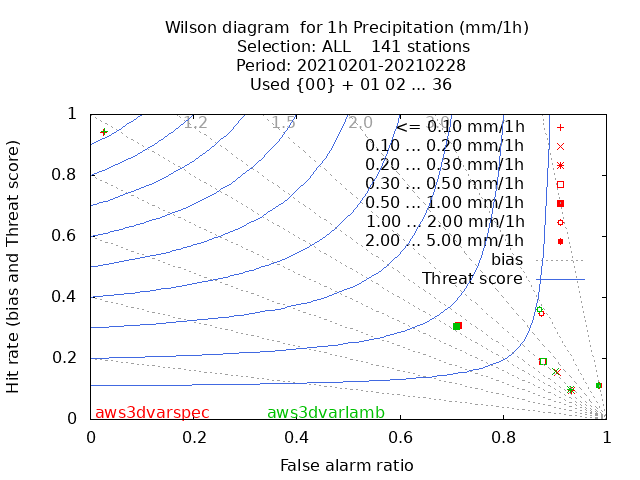 Wilson diagram for 1h Precipitation (mm/1h)
Selection: ALL 141 stations
Period: 20210201-20210228
Used {00} + 01 02 ... 36
1.2 1.5 2.0
<= 0.10 mm/1h
0.10 ... 0.20 mm/1h
0.20 ... 0.30 mm/1h
0.30 ... 0.50 mm/1h
0.50 ... 1.00 mm/1h
1.00 ... 2.00 mm/1h
2.00 ... 5.00 mm/1h
bias
Threat score
Hit rate (bias and Threat score)
1
0.8
0.6
0.4
0.2
0
aws3dvarspec aws3dvarlamb
0 0.2 0.4 0.6 0.8 1
False alarm ratio